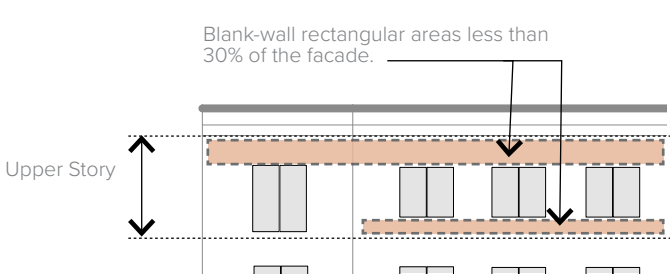 Blank-wall rectangular areas less than
30% of the facade.
Upper Story